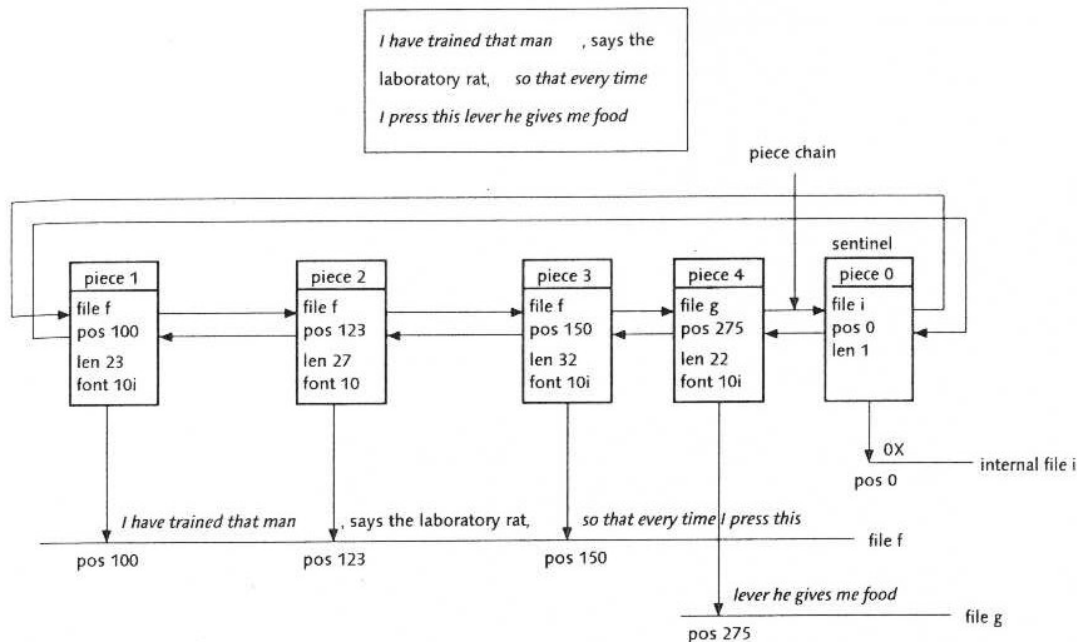 I have trained that man , says the
laboratory rat, so that every time
I press this lever he gives me food
piece chain
sentinel
piece 1
file f
pos 100
len 23
font 10i
piece 2
file f
pos 123
len 27
font 10
piece 3
file f
pos 150
len 32
font 10i
piece 4
file g
pos 275
len 22
font 10i
piece 0
file i
pos 0
len 1
0X
internal file i
pos 0
I have trained that man , says the laboratory rat, so that every time I press this
file f
pos 100 pos 123 pos 150
lever he gives me food
file g
pos 275